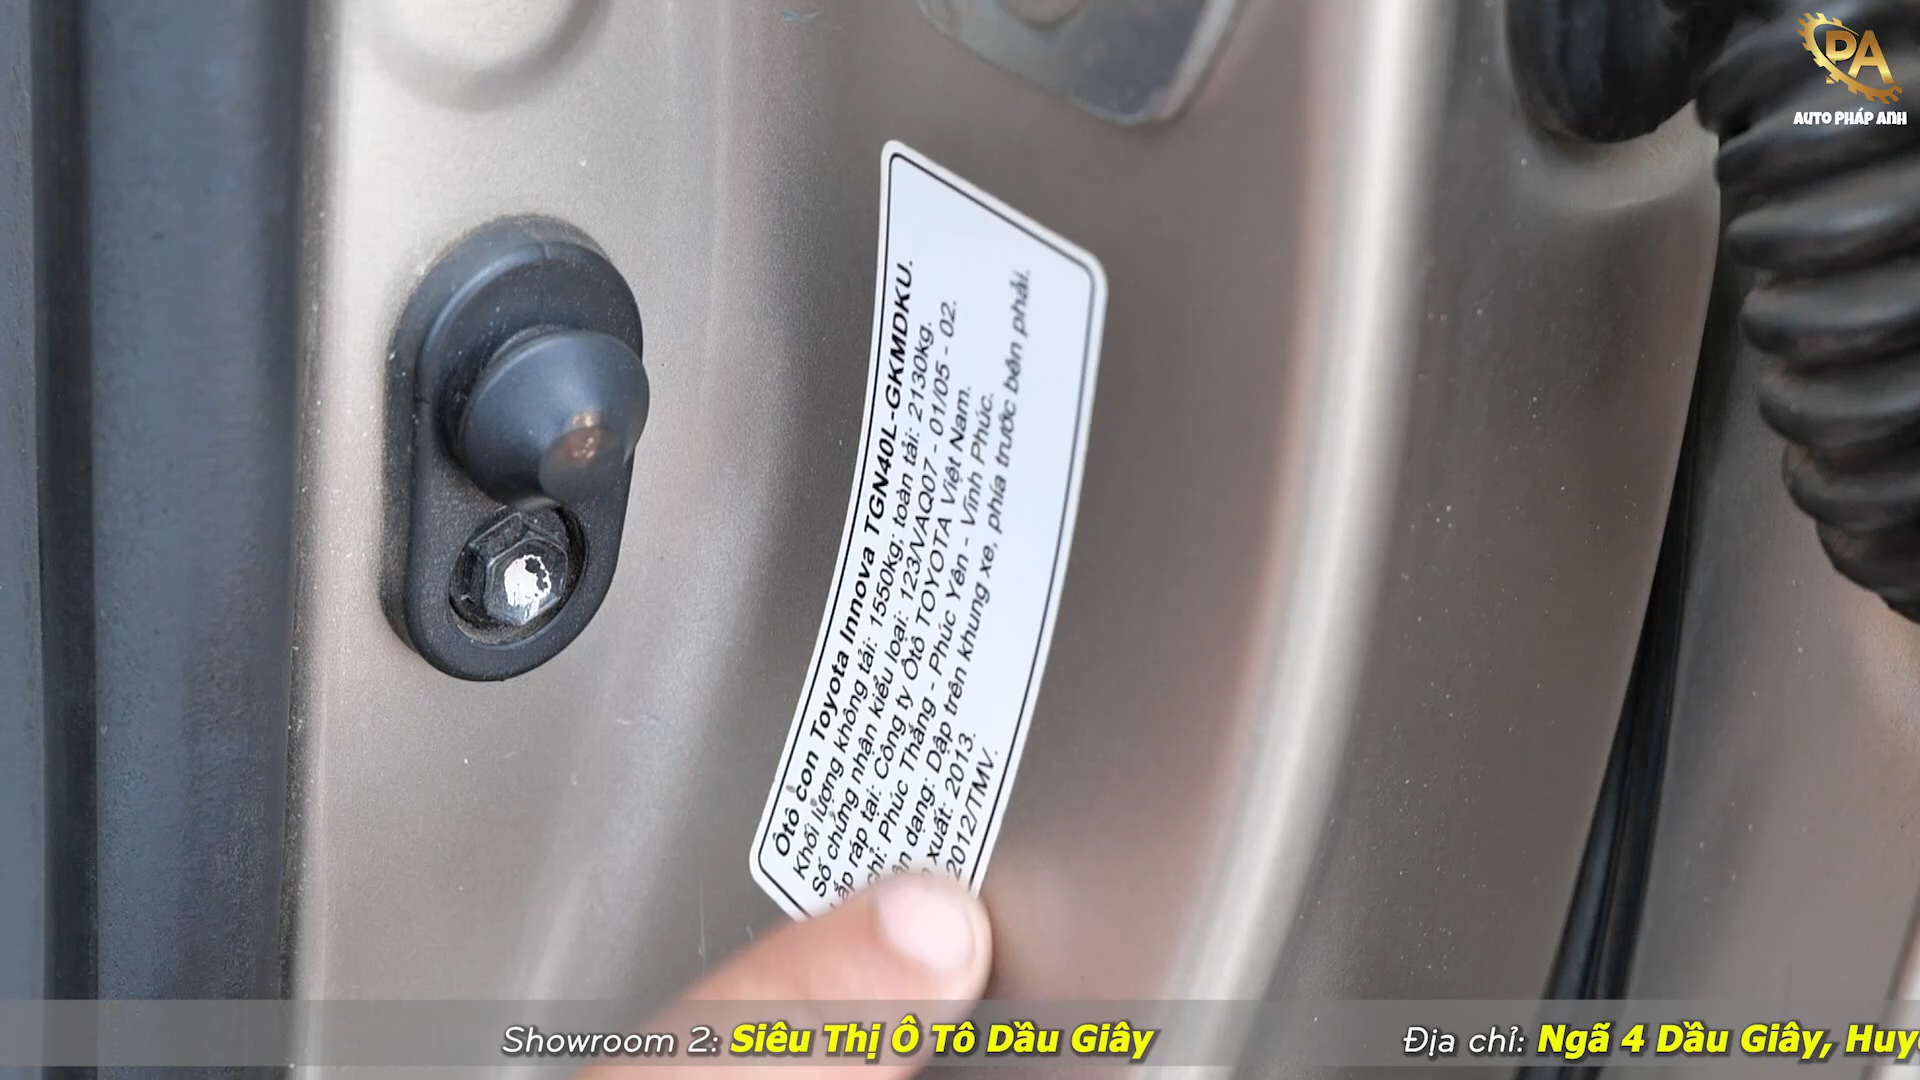 PA
AUTO PHÁP ANH
Ôtô con Toyota Innova TGN40L-GKMDKU.
Khối lượng không tải: 1550kg; toàn tải: 2130kg.
Số chứng nhận kiểu loại: 123/VAQ07 - 01/05 - 02.
ráp tại: Công ty Ôtô TOYOTA Việt Nam.
chỉ: Phúc Thắng - Phúc Yên - Vĩnh Phúc.
dạng: Dập trên khung xe, phía trước bên phải.
xuất: 2013.
2012/TMV.
Showroom 2: Siêu Thị Ô Tô Dầu Giây
Địa chỉ: Ngã 4 Dầu Giây,